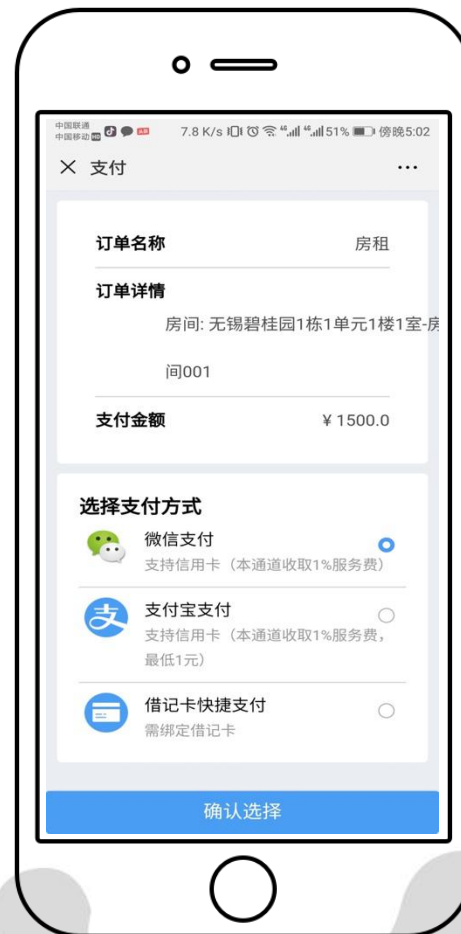 中国联通
中国移动 HD 7.8 K/s 46 46 51% 傍晚5:02
支付
订单名称 房租
订单详情
房间: 无锡碧桂园1栋1单元1楼1室-房
间001
支付金额 ¥ 1500.0
选择支付方式
微信支付
支持信用卡（本通道收取1%服务费）
支付宝支付
支持信用卡（本通道收取1%服务费，
最低1元）
借记卡快捷支付
需绑定借记卡
确认选择